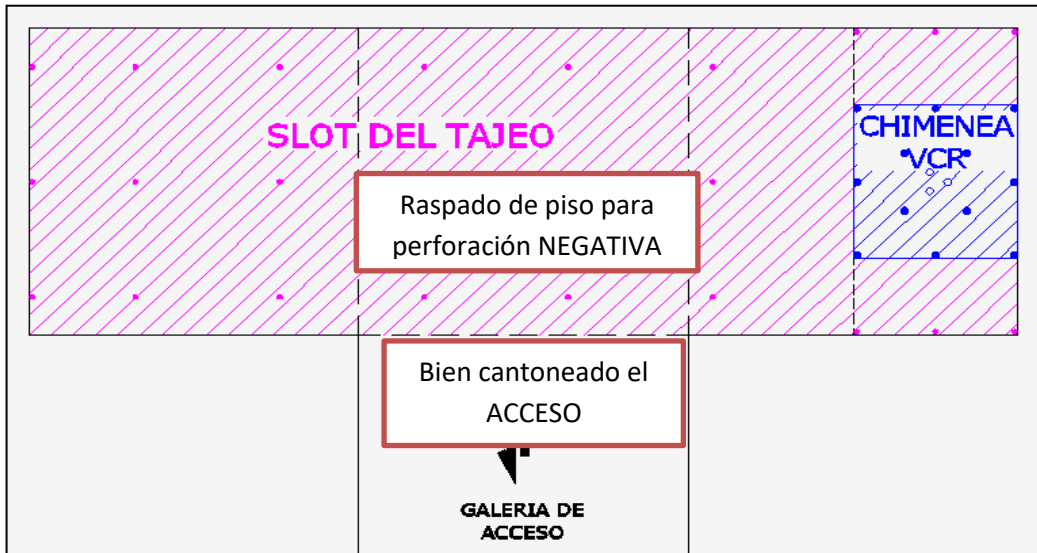 SLOT DEL TAJEO
CHIMENEA
VCR
Raspado de piso para
perforación NEGATIVA
Bien cantoneado el
ACCESO
GALERIA DE
ACCESO